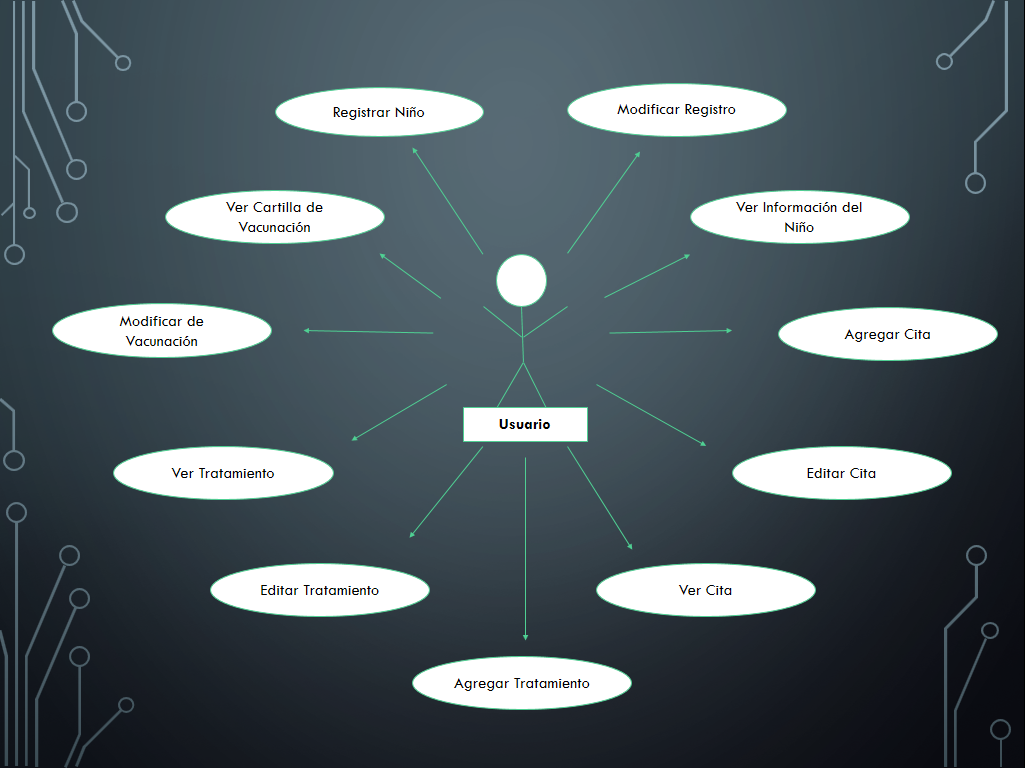 Registrar Niño
Modificar Registro
Ver Cartilla de
Vacunación
Ver Información del
Niño
Modificar de
Vacunación
Agregar Cita
Usuario
Ver Tratamiento
Editar Cita
Editar Tratamiento
Ver Cita
Agregar Tratamiento